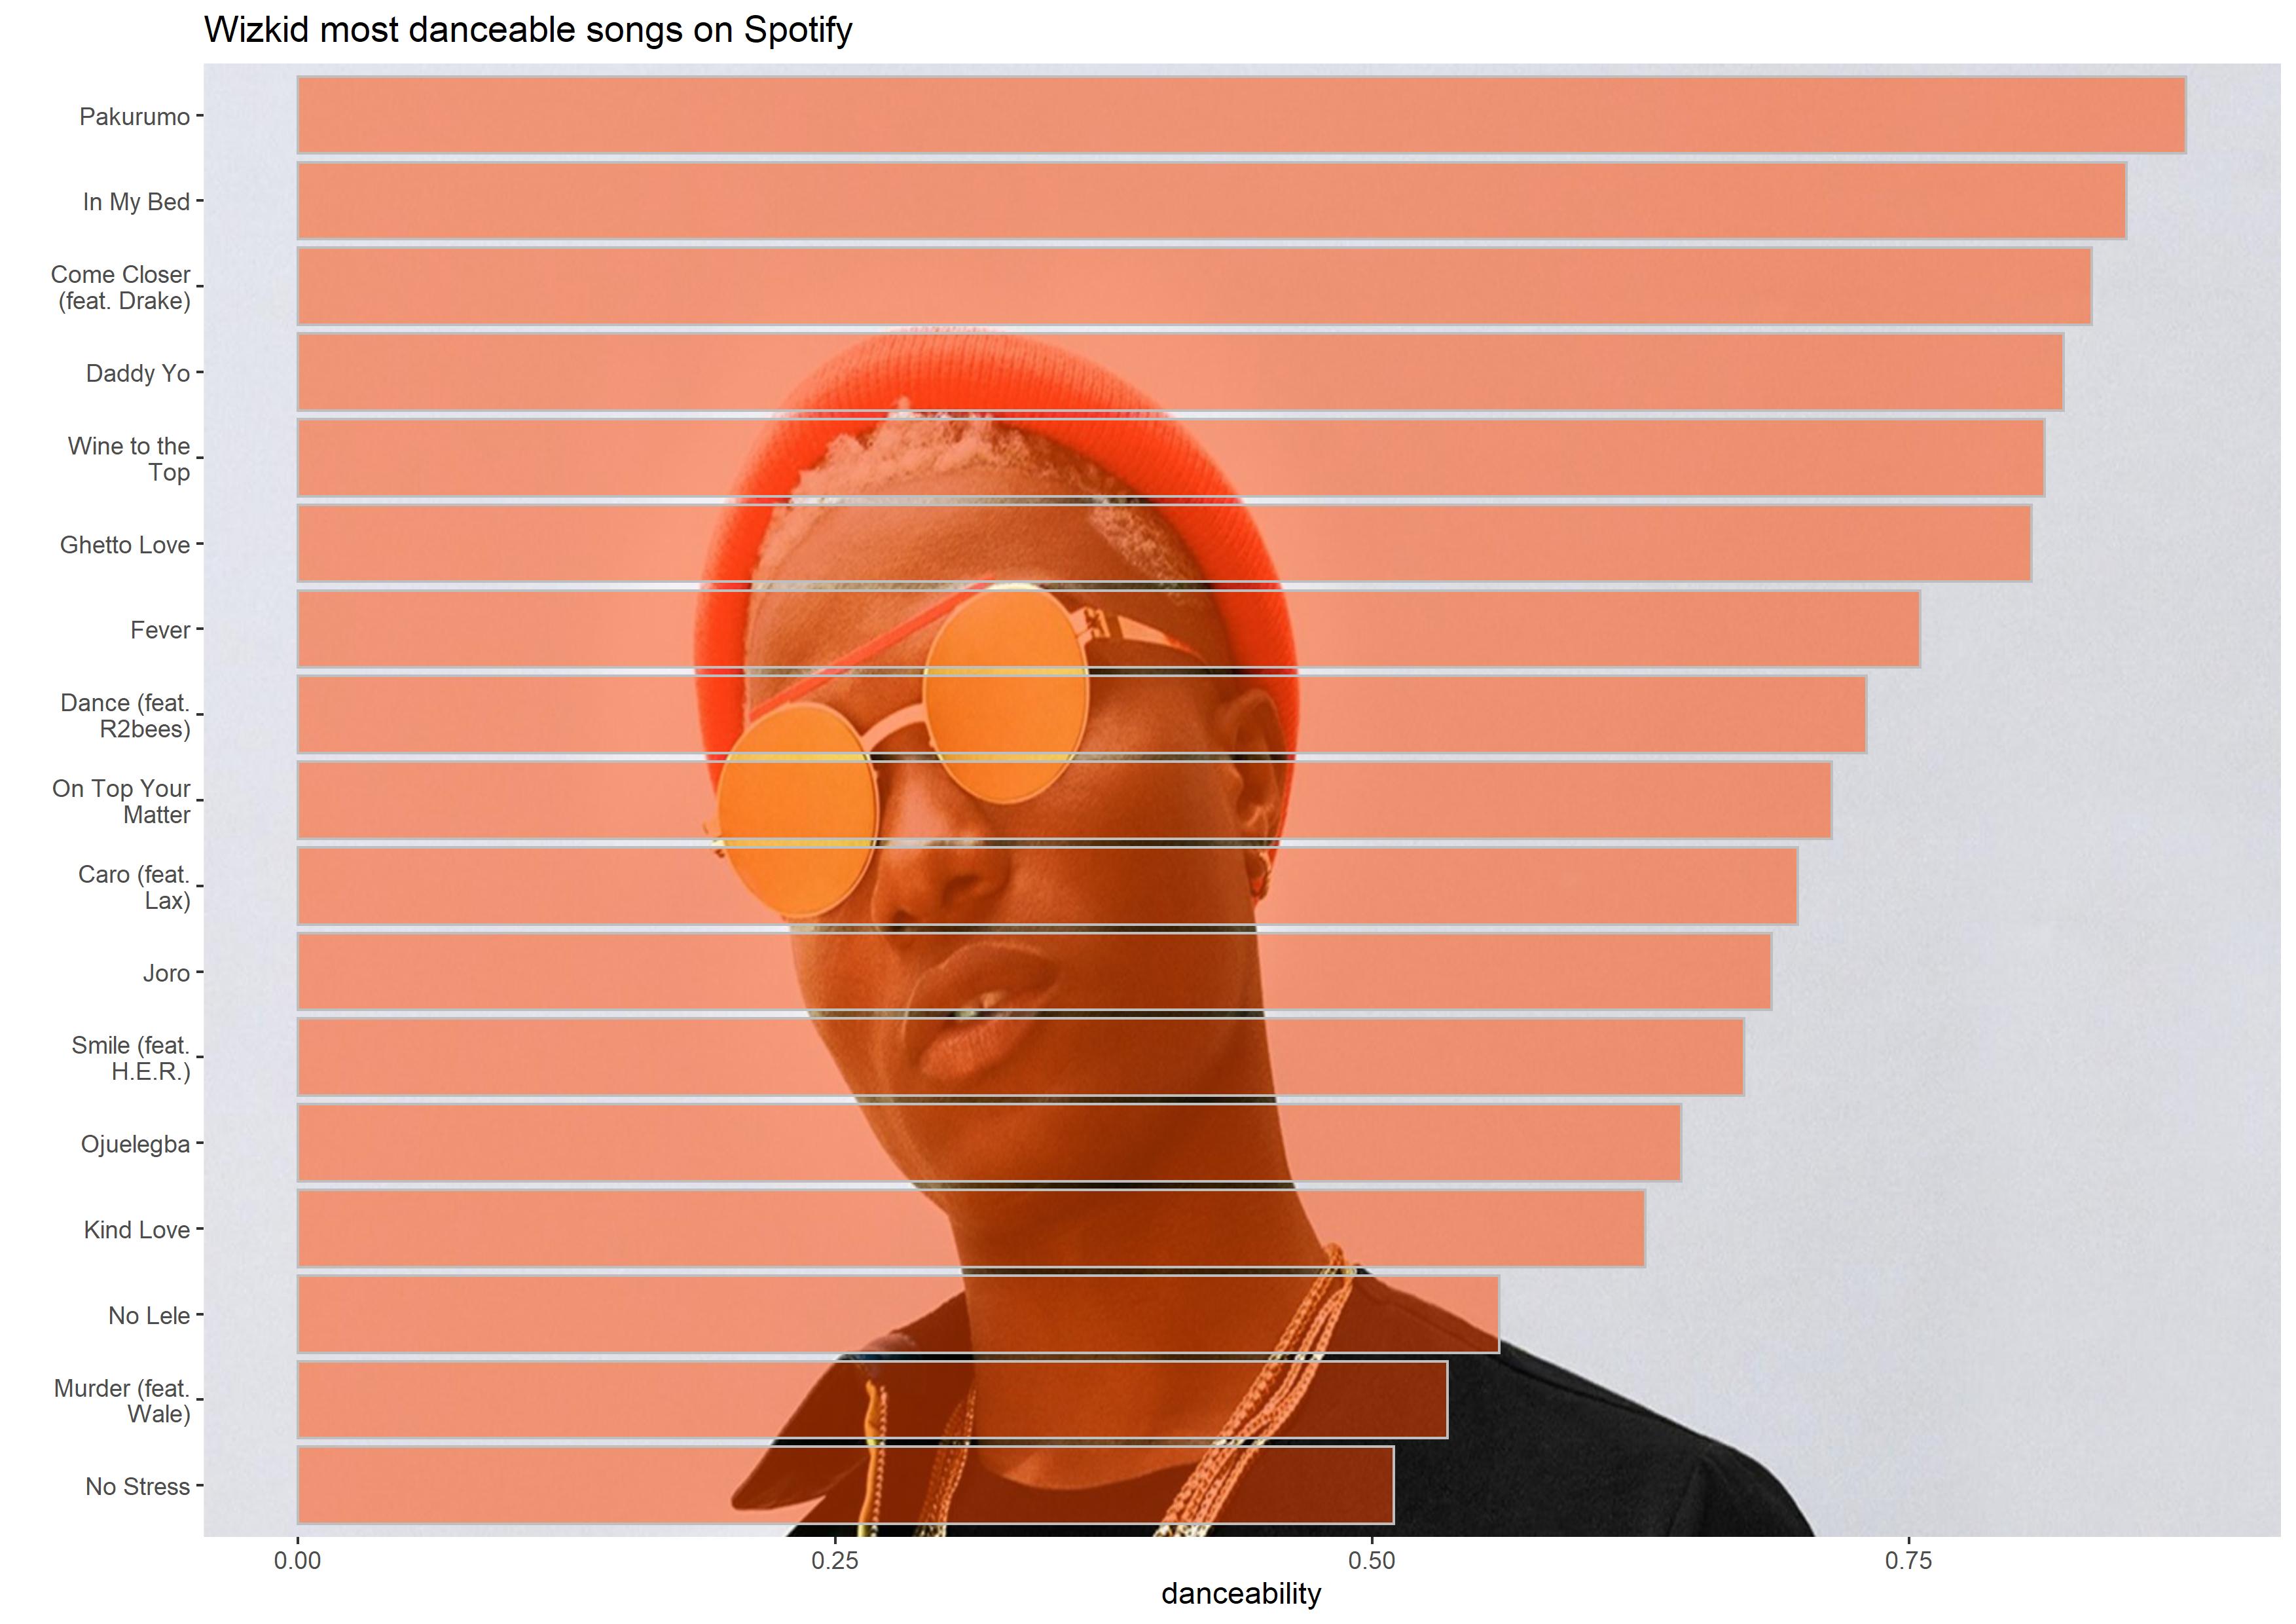 Wizkid most danceable songs on Spotify
Pakurumo
In My Bed
Come Closer
(feat. Drake)
Daddy Yo
Wine to the
Top
Ghetto Love
Fever
Dance (feat.
R2bees)
On Top Your
Matter
Caro (feat.
Lax)
Joro
Smile (feat.
H.E.R.)
Ojuelegba
Kind Love
No Lele
Murder (feat.
Wale)
No Stress
0.00 0.25 0.50 0.75
danceability